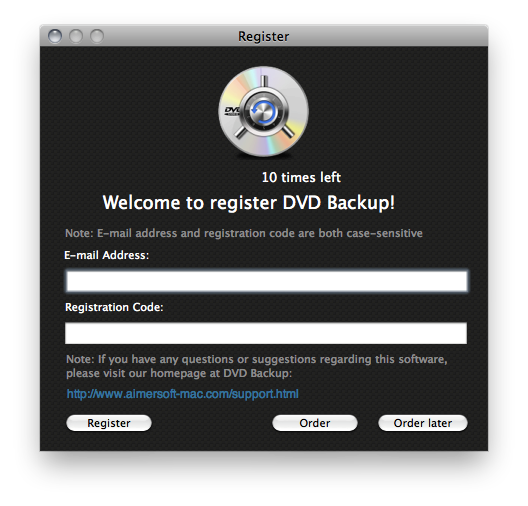 Register
DVD
10 times left
Welcome to register DVD Backup!
Note: E-mail address and registration code are both case-sensitive
E-mail Address:
Registration Code:
Note: If you have any questions or suggestions regarding this software,
please visit our homepage at DVD Backup:
http://www.aimersoft-mac.com/support.html
Register
Order
Order later